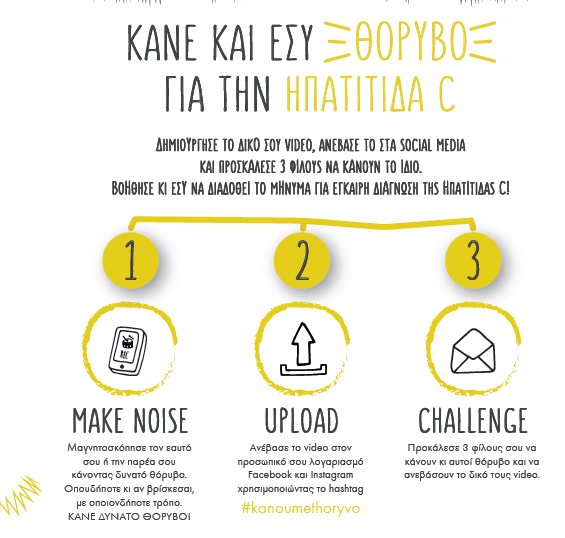 ΚΑΝΕ ΚΑΙ ΕΣΥ ΘΟΡΥΒΟ
ΓΙΑ ΤΗΝ ΗΠΑΤΙΤΙΔΑ C
ΔΗΜΙΟΥΡΓΗΣΕ ΤΟ ΔΙΚΟ ΣΟΥ VIDEO, ΑΝΕΒΑΣΕ ΤΟ ΣΤΑ SOCIAL MEDIA
ΚΑΙ ΠΡΟΣΚΑΛΕΣΕ 3 ΦΙΛΟΥΣ ΝΑ ΚΑΝΟΥΝ ΤΟ ΙΔΙΟ.
ΒΟΗΘΗΣΕ ΚΙ ΕΣΥ ΝΑ ΔΙΑΔΟΘΕΙ ΤΟ ΜΗΝΥΜΑ ΓΙΑ ΕΓΚΑΙΡΗ ΔΙΑΓΝΩΣΗ ΤΗΣ ΗΠΑΤΙΤΙΔΑΣ C!
1
2
3
REC
MAKE NOISE
Μαγνητοσκόπησε τον εαυτό
σου ή την παρέα σου
κάνοντας δυνατό θόρυβο.
Οπουδήποτε κι αν βρίσκεσαι,
με οποιονδήποτε τρόπο.
ΚΑΝΕ ΔΥΝΑΤΟ ΘΟΡΥΒΟ!
UPLOAD
Ανέβασε το video στον
προσωπικό σου λογαριασμό
Facebook και Instagram
χρησιμοποιώντας το hashtag
#kanoumethoryvo
CHALLENGE
Προκάλεσε 3 φίλους σου να
κάνουν κι αυτοί θόρυβο και να
ανεβάσουν το δικό τους video.